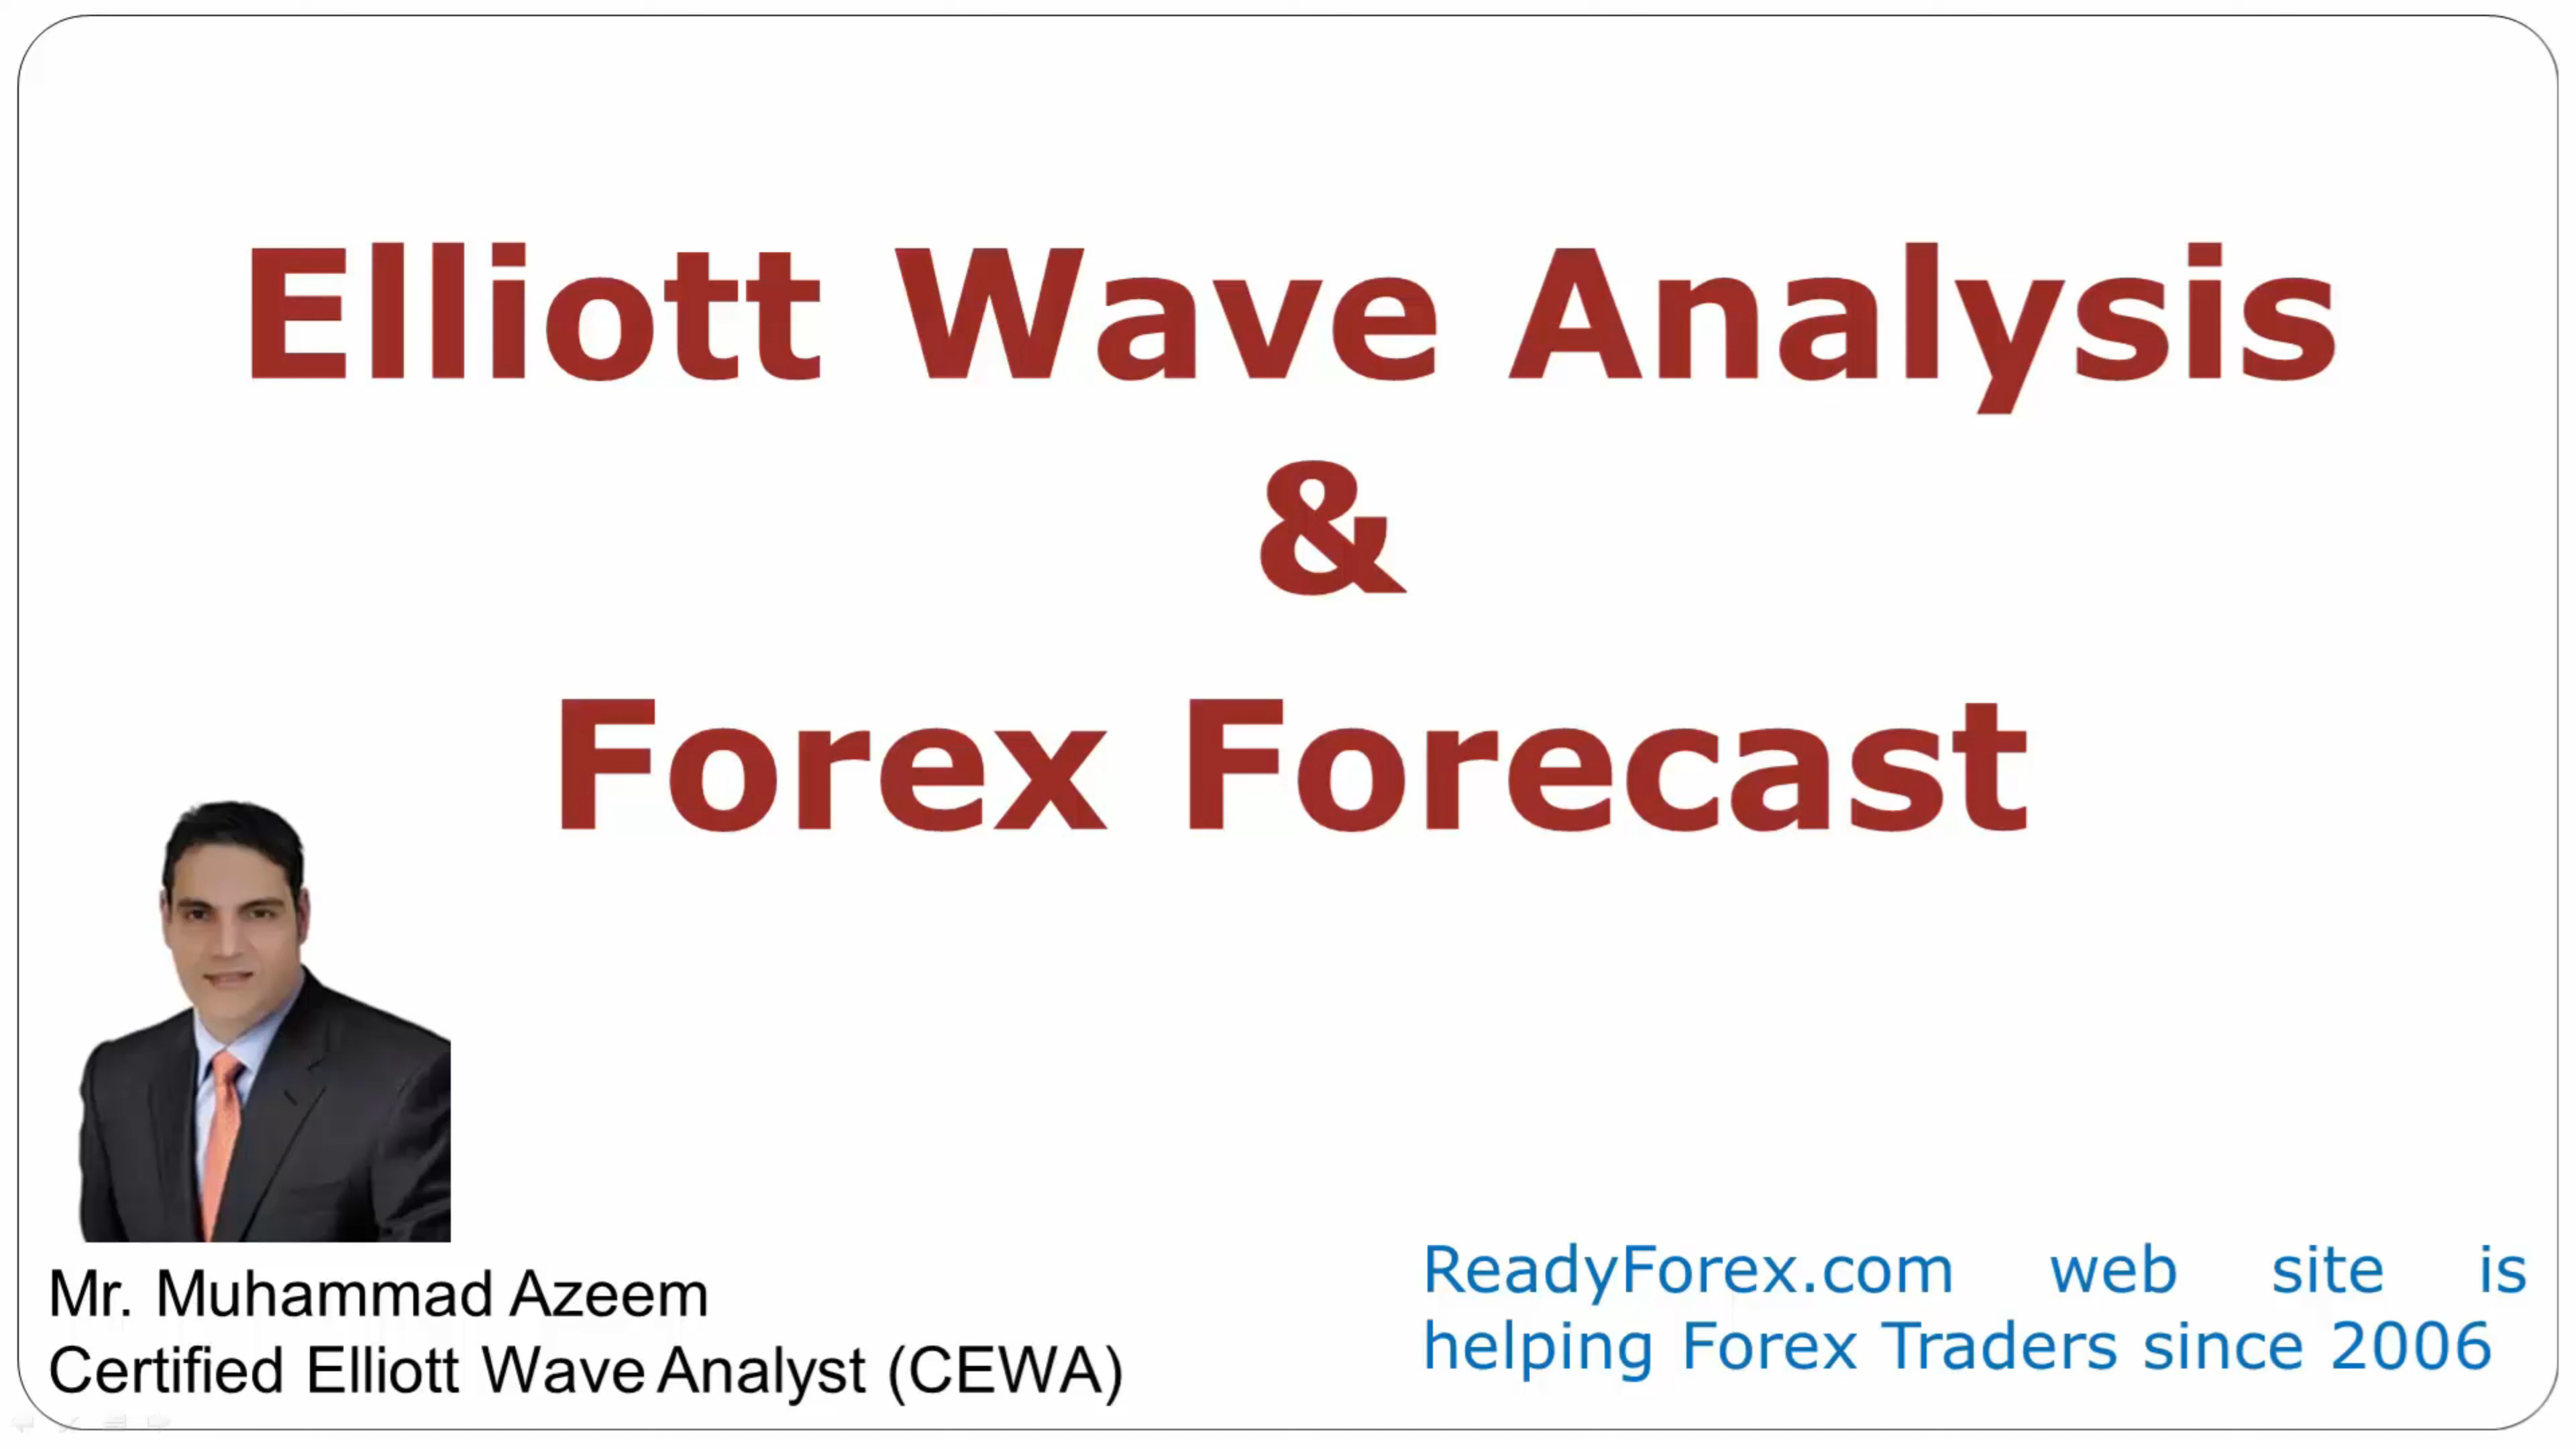 Elliott Wave Analysis
&
Forex Forecast
Mr. Muhammad Azeem
Certified Elliott Wave Analyst (CEWA)
ReadyForex.com web site is
helping Forex Traders since 2006